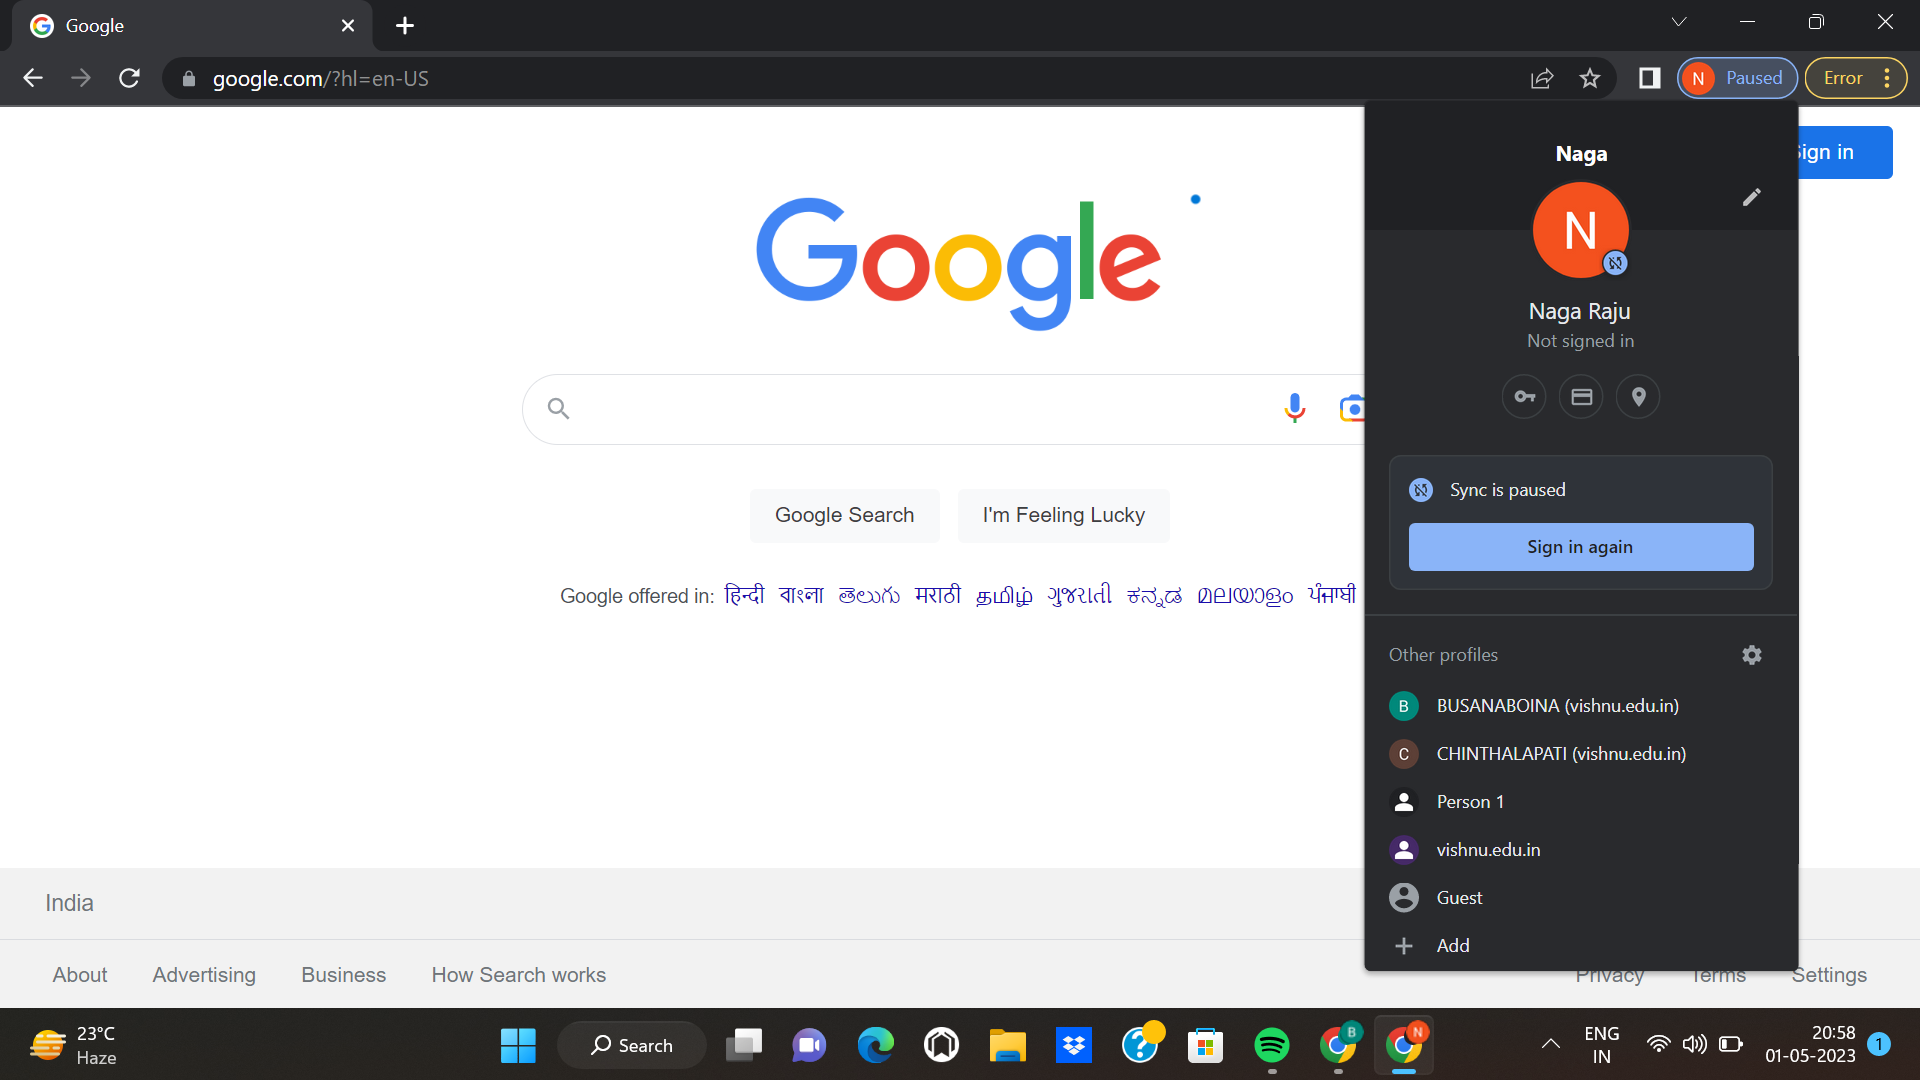 Google
google.com/?hl=en-US
N Paused
Error
Naga
Sign in
N
Google
Naga Raju
Not signed in
Sync is paused
Sign in again
Google Search
I'm Feeling Lucky
Google offered in: हिन्दी বাংলা తెలుగు मराठी தமிழ் ગુજરાતી ಕನ್ನಡ മലയാളം ਪੰਜਾਬੀ
Other profiles
B BUSANABOINA (vishnu.edu.in)
C CHINTHALAPATI (vishnu.edu.in)
Person 1
vishnu.edu.in
Guest
Add
India
About Advertising Business How Search works Privacy Terms Settings
23°C
Haze
Search
B
N
ENG
IN
20:58
01-05-2023
1